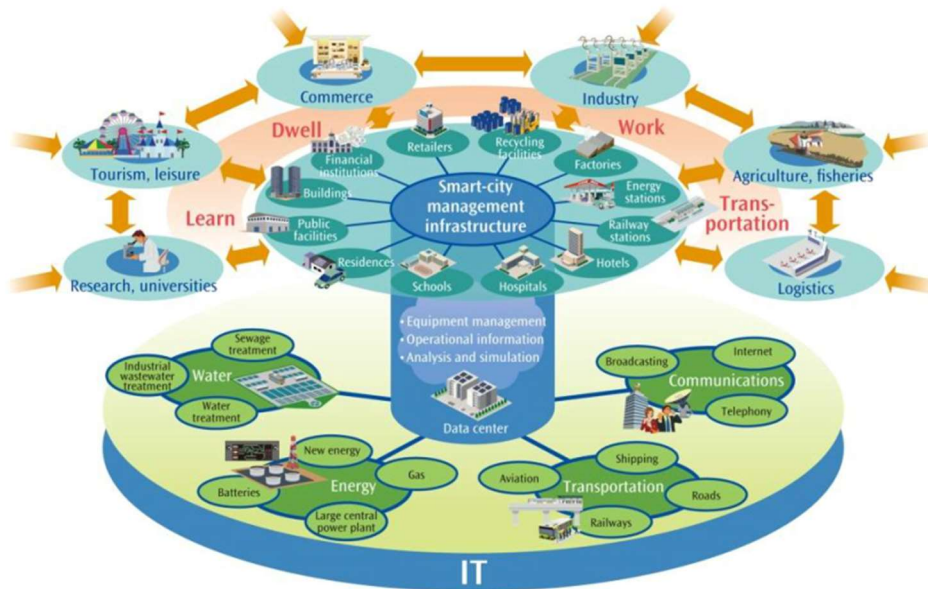 Commerce
Industry
Dwell
Work
Tourism, leisure
Agriculture, fisheries
Learn
Trans-
portation
Research, universities
Logistics
Financial
institutions
Retailers
Recycling
facilities
Factories
Buildings
Energy
stations
Public
facilities
Railway
stations
Residences
Schools
Hospitals
Hotels
Smart-city
management
infrastructure
• Equipment management
• Operational information
• Analysis and simulation
Data center
Sewage
treatment
Industrial
wastewater
treatment
Water
Water
treatment
Broadcasting
Internet
Communications
Telephony
New energy
Gas
Batteries
Energy
Large central
power plant
Aviation
Shipping
Transportation
Roads
Railways
IT